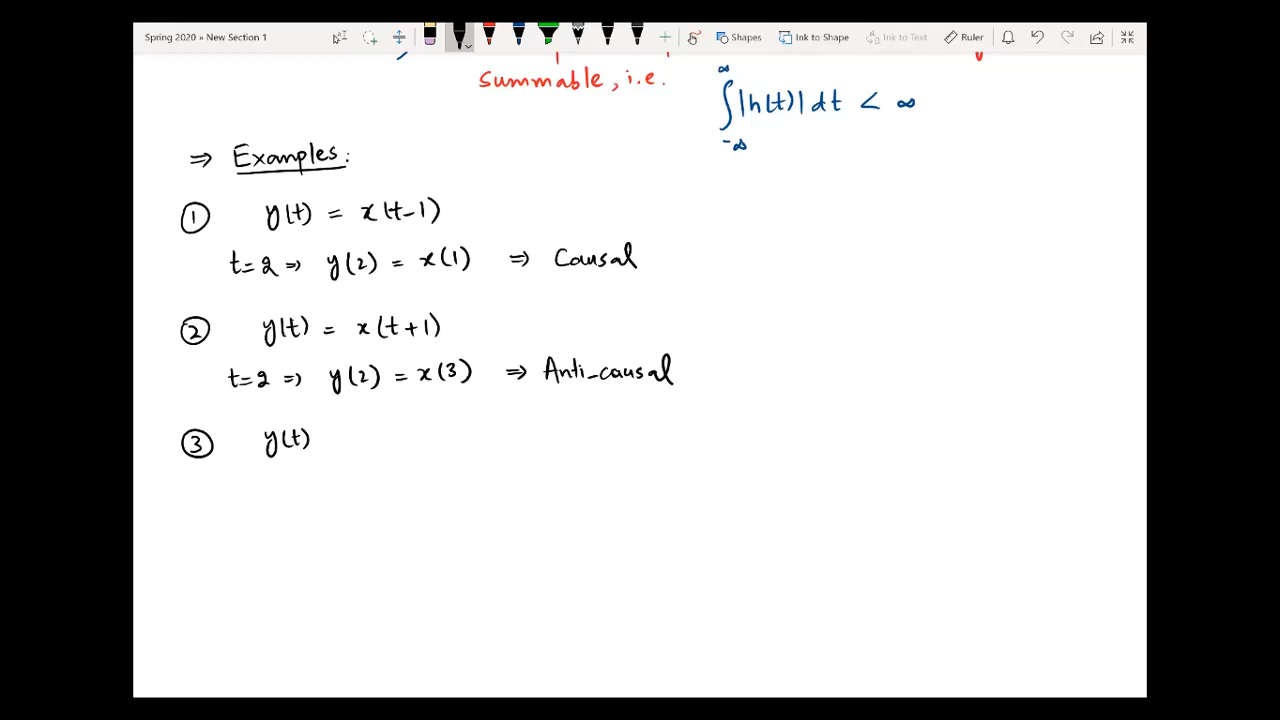 Spring 2020 » New Section 1
Shapes
Ink to Shape
Ink to Text
Ruler
summable, i.e. ∫_{-∞}^{∞} |h(t)| dt < ∞
⇒ Examples:
① y(t) = x(t-1)
t=2 ⇒ y(2) = x(1) ⇒ Causal
② y(t) = x(t+1)
t=2 ⇒ y(2) = x(3) ⇒ Anti-causal
③ y(t)